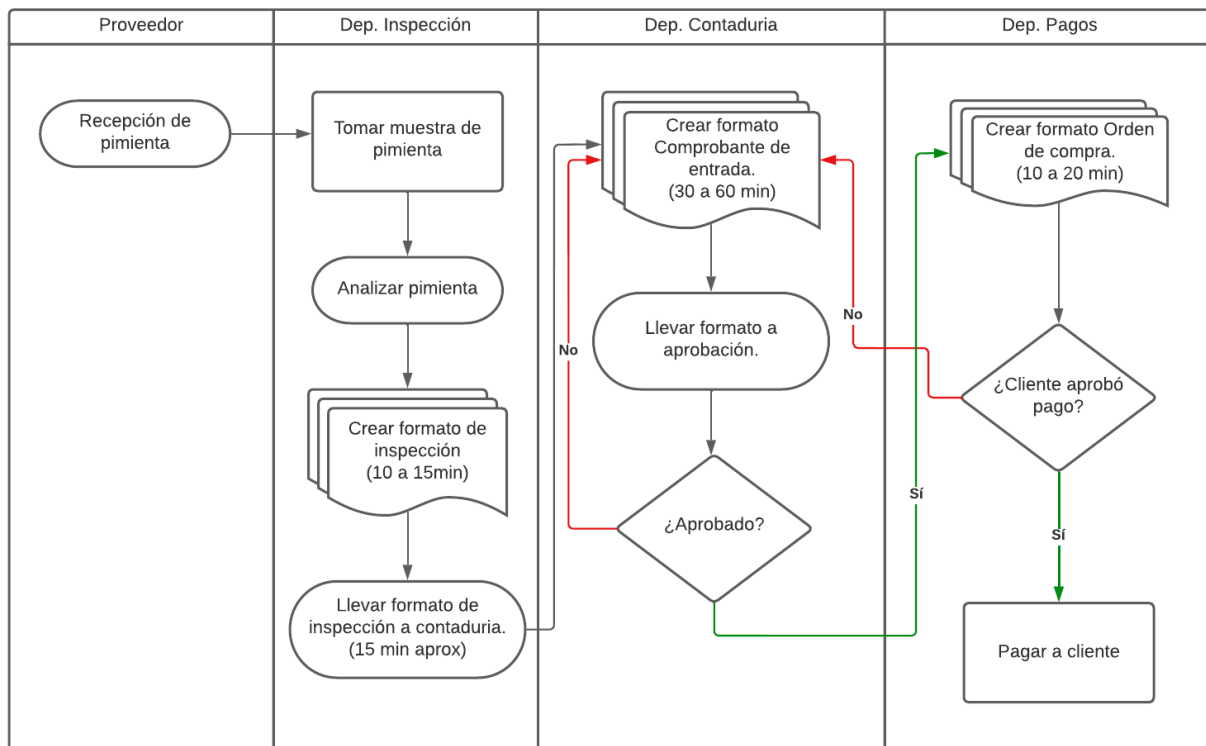 Proveedor
Dep. Inspección
Dep. Contaduria
Dep. Pagos
Recepción de
pimienta
Tomar muestra de
pimienta
Analizar pimienta
Crear formato de
inspección
(10 a 15min)
Llevar formato de
inspección a contaduria.
(15 min aprox)
Crear formato
Comprobante de
entrada.
(30 a 60 min)
Llevar formato a
aprobación.
No
¿Aprobado?
Sí
Crear formato Orden
de compra.
(10 a 20 min)
No
¿Cliente aprobó
pago?
Sí
Pagar a cliente